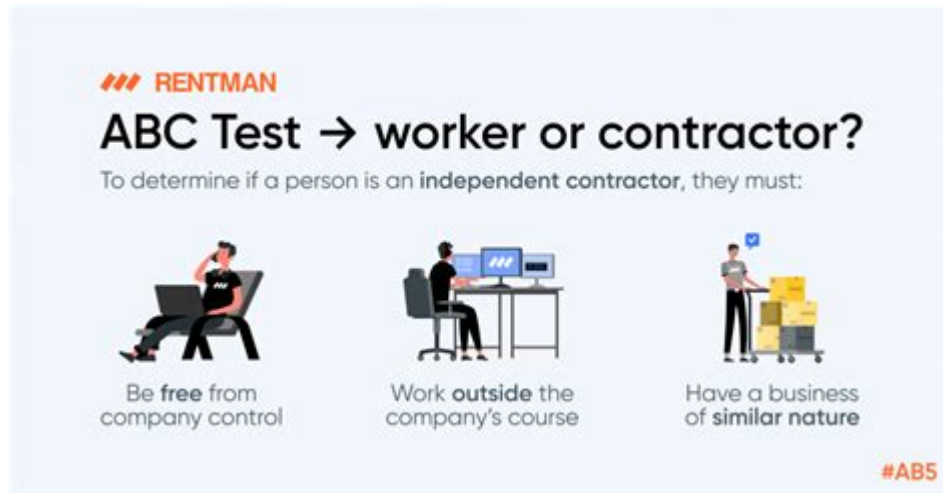 RENTMAN
ABC Test → worker or contractor?
To determine if a person is an independent contractor, they must:
Be free from
company control
Work outside the
company's course
Have a business
of similar nature
#AB5